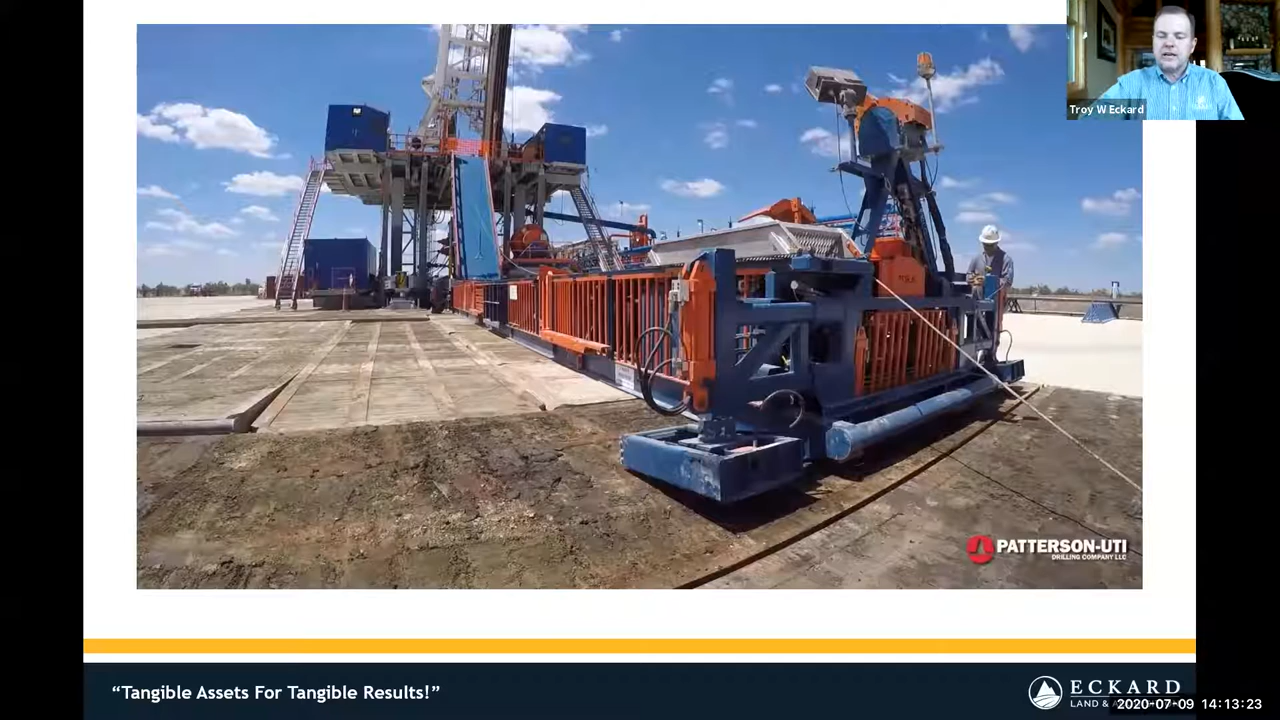 Troy W Eckard
PATTERSON-UTI
DRILLING COMPANY LLC
“Tangible Assets For Tangible Results!”
ECKARD
LAND &
2020-07-09 14:13:23